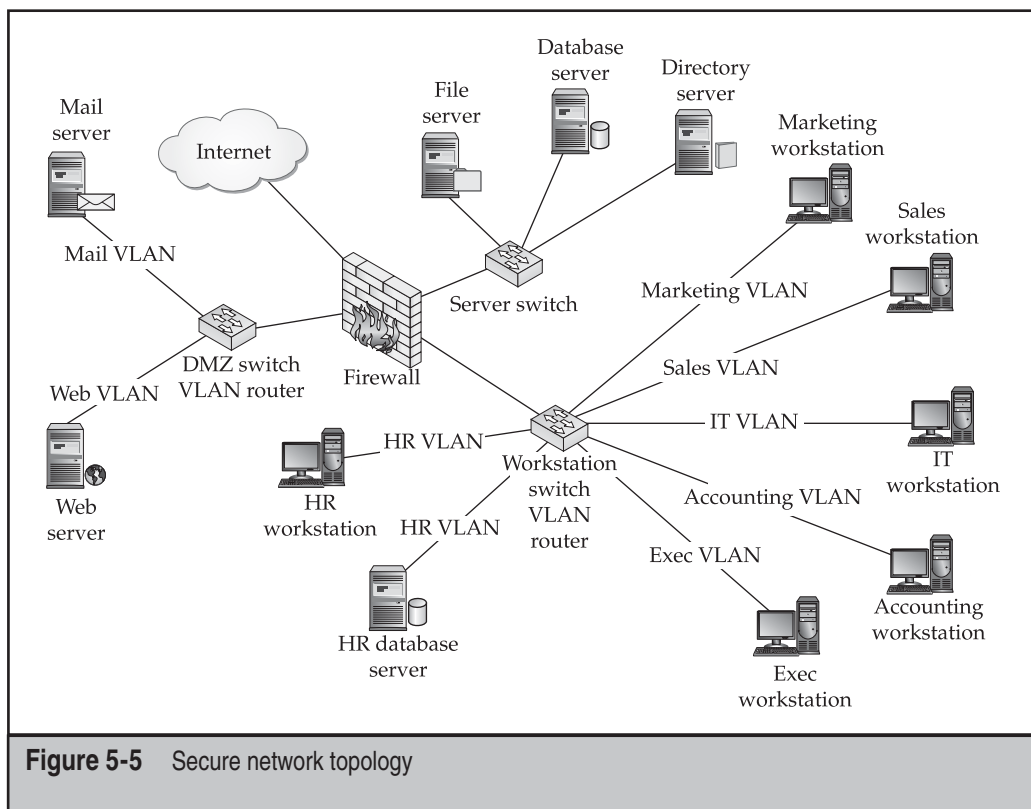 Mail
server
Internet
File
server
Database
server
Directory
server
Marketing
workstation
Sales
workstation
Mail VLAN
Server switch
Marketing VLAN
DMZ switch
VLAN router
Firewall
Sales VLAN
Web VLAN
Web
server
HR VLAN
HR
workstation
Workstation
switch
VLAN
router
IT VLAN
IT
workstation
HR VLAN
Accounting VLAN
Exec VLAN
HR database
server
Accounting
workstation
Exec
workstation
Figure 5-5 Secure network topology